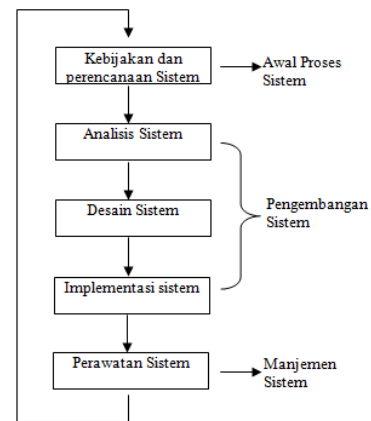 Kebijakan dan
perencanaan Sistem
Awal Proses
Sistem
Analisis Sistem
Desain Sistem
Pengembangan
Sistem
Implementasi sistem
Perawatan Sistem
Manjemen
Sistem